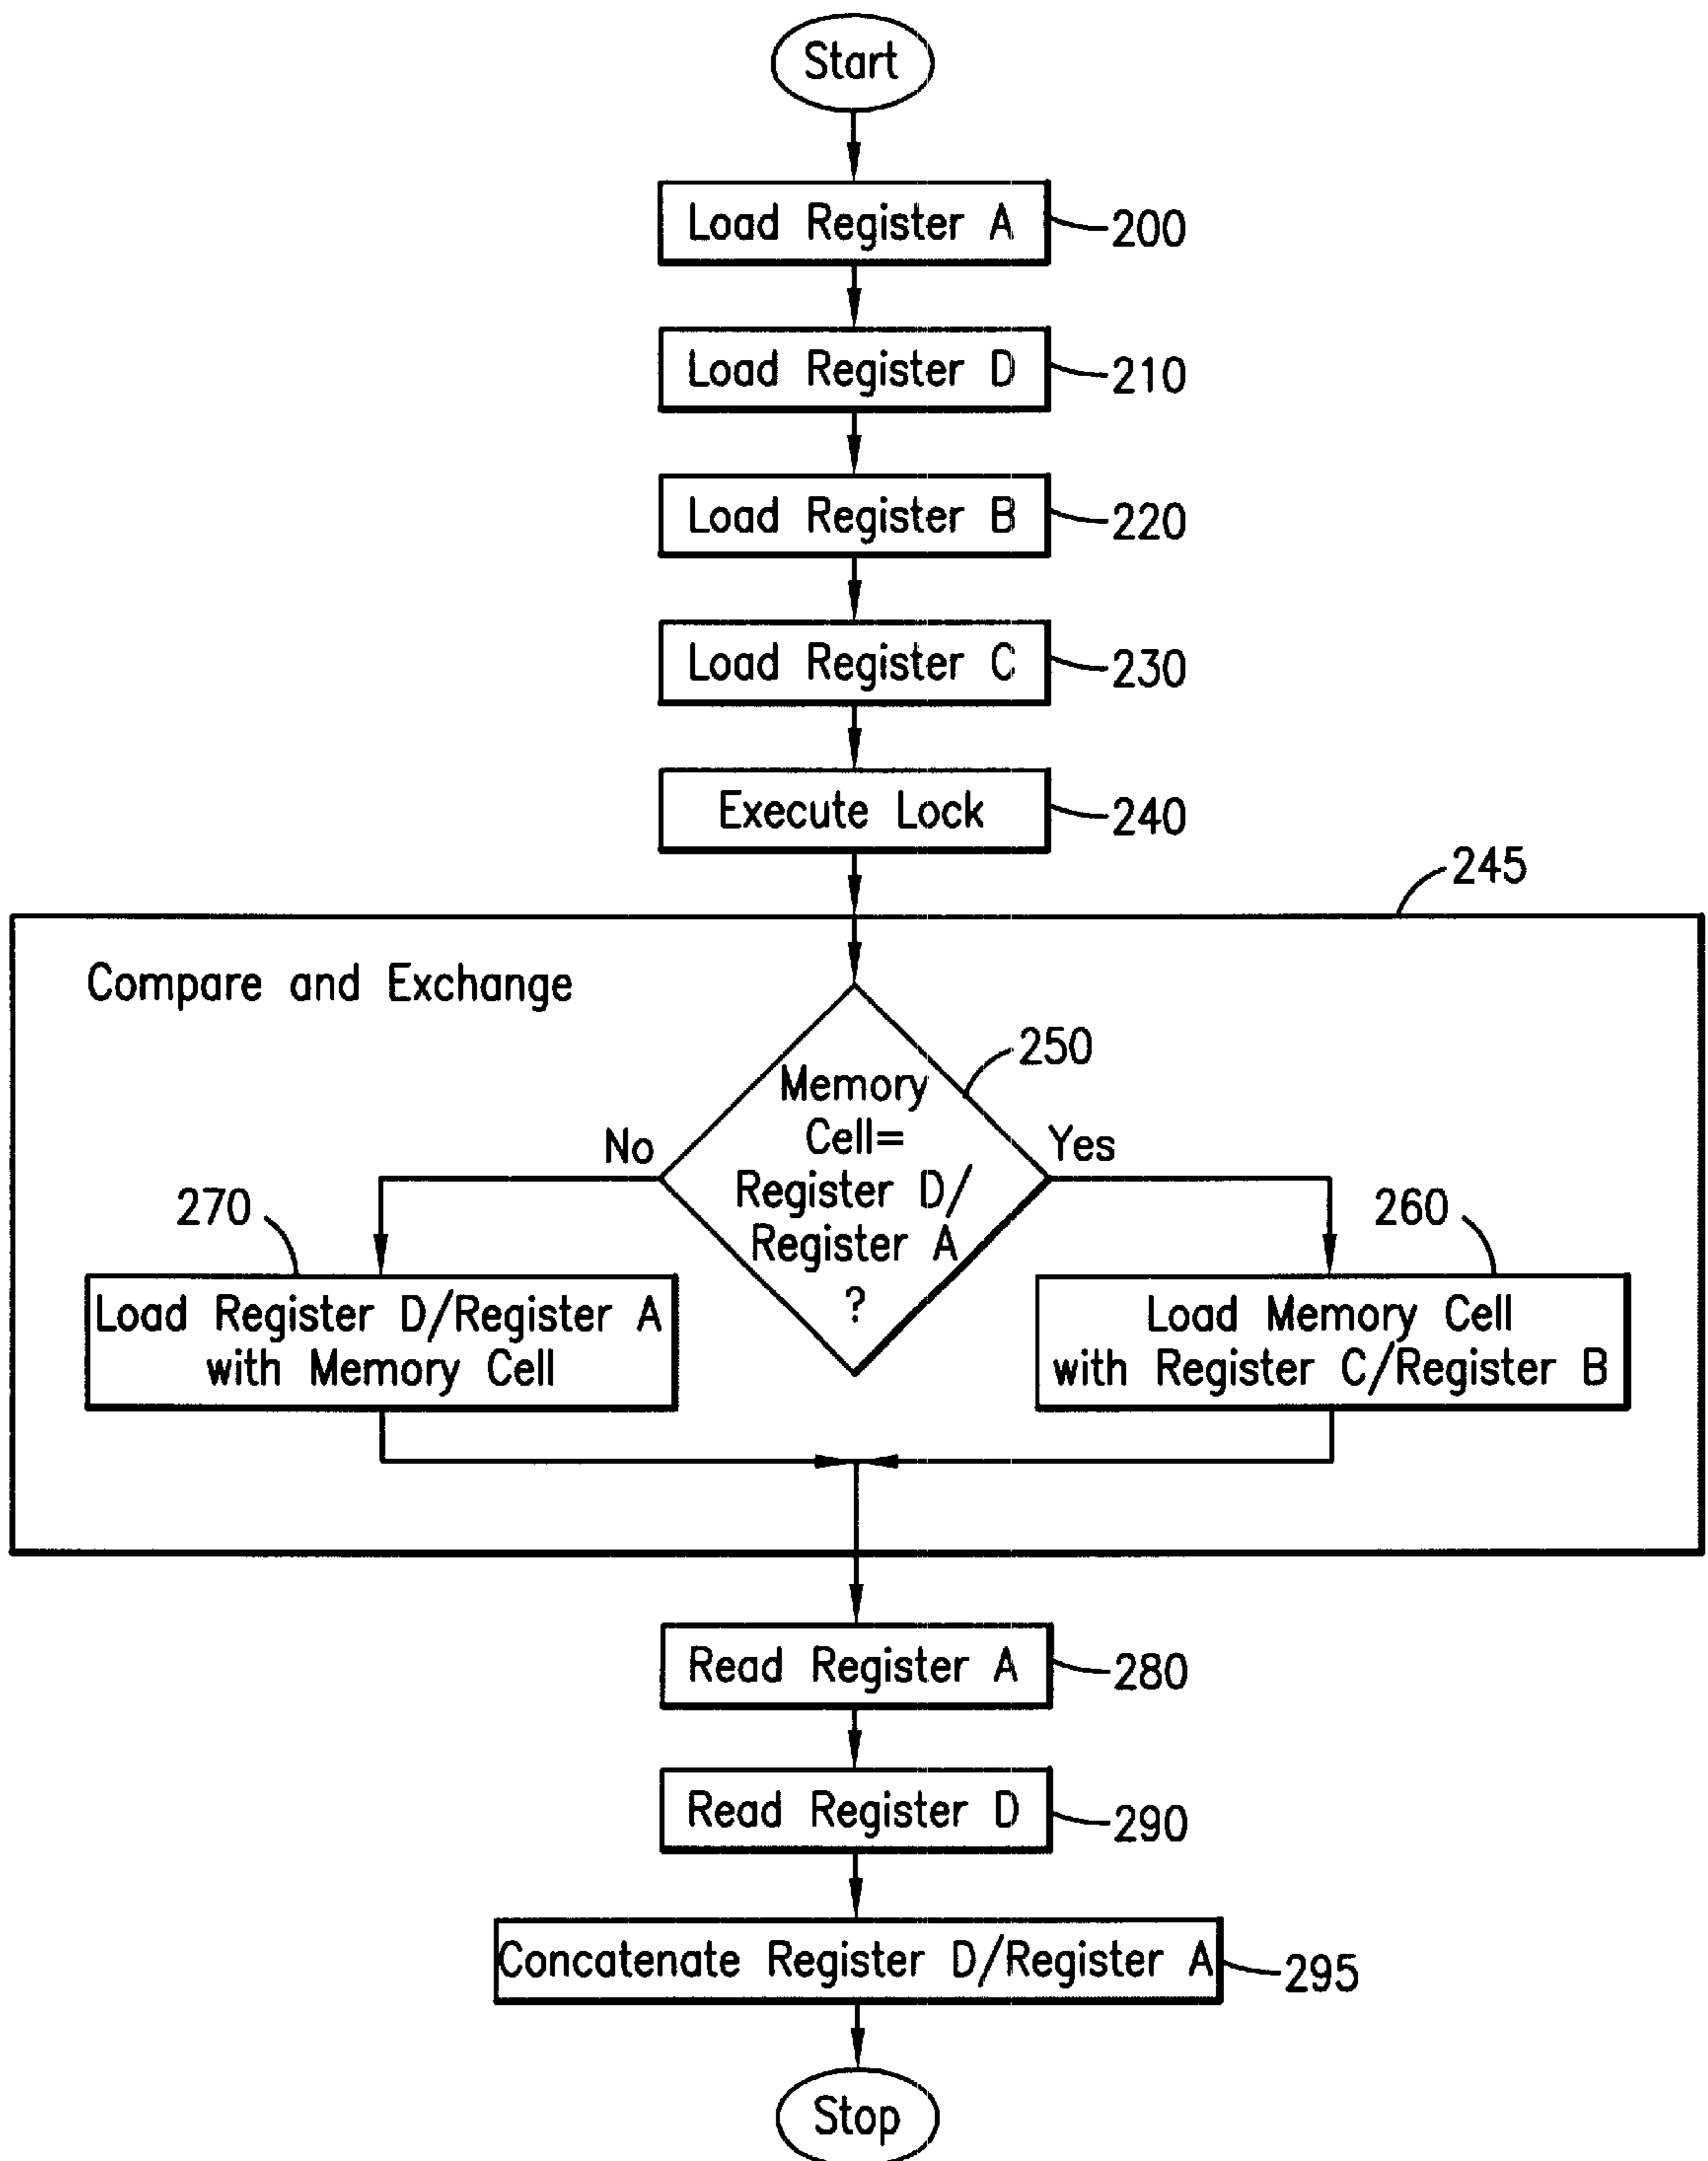 Start
Load Register A
200
Load Register D
210
Load Register B
220
Load Register C
230
Execute Lock
240
245
Compare and Exchange
250
Memory
Cell=
Register D/
Register A
?
No
Yes
270
260
Load Register D/Register A
with Memory Cell
Load Memory Cell
with Register C/Register B
Read Register A
280
Read Register D
290
Concatenate Register D/Register A
295
Stop